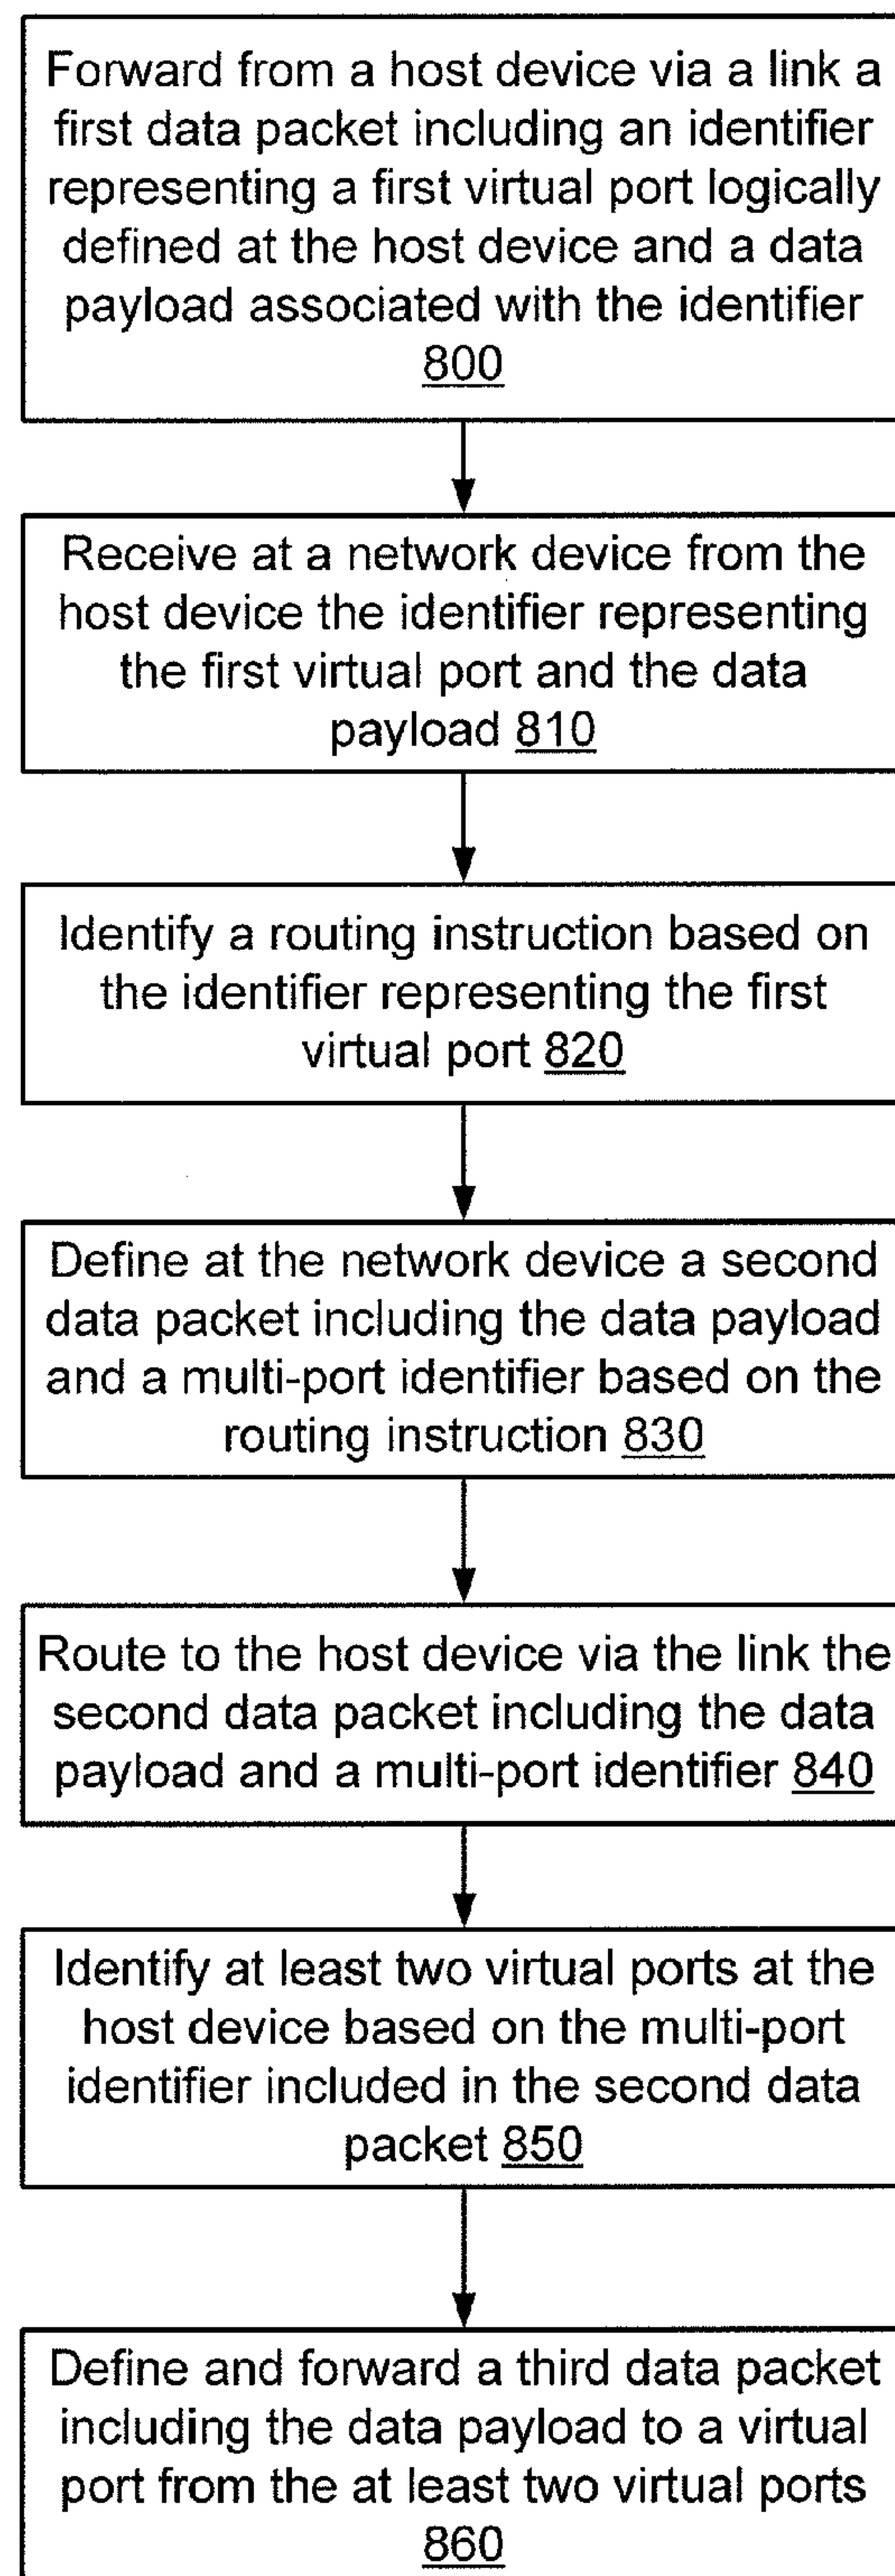 Forward from a host device via a link a
first data packet including an identifier
representing a first virtual port logically
defined at the host device and a data
payload associated with the identifier
800
Receive at a network device from the
host device the identifier representing
the first virtual port and the data
payload 810
Identify a routing instruction based on
the identifier representing the first
virtual port 820
Define at the network device a second
data packet including the data payload
and a multi-port identifier based on the
routing instruction 830
Route to the host device via the link the
second data packet including the data
payload and a multi-port identifier 840
Identify at least two virtual ports at the
host device based on the multi-port
identifier included in the second data
packet 850
Define and forward a third data packet
including the data payload to a virtual
port from the at least two virtual ports
860